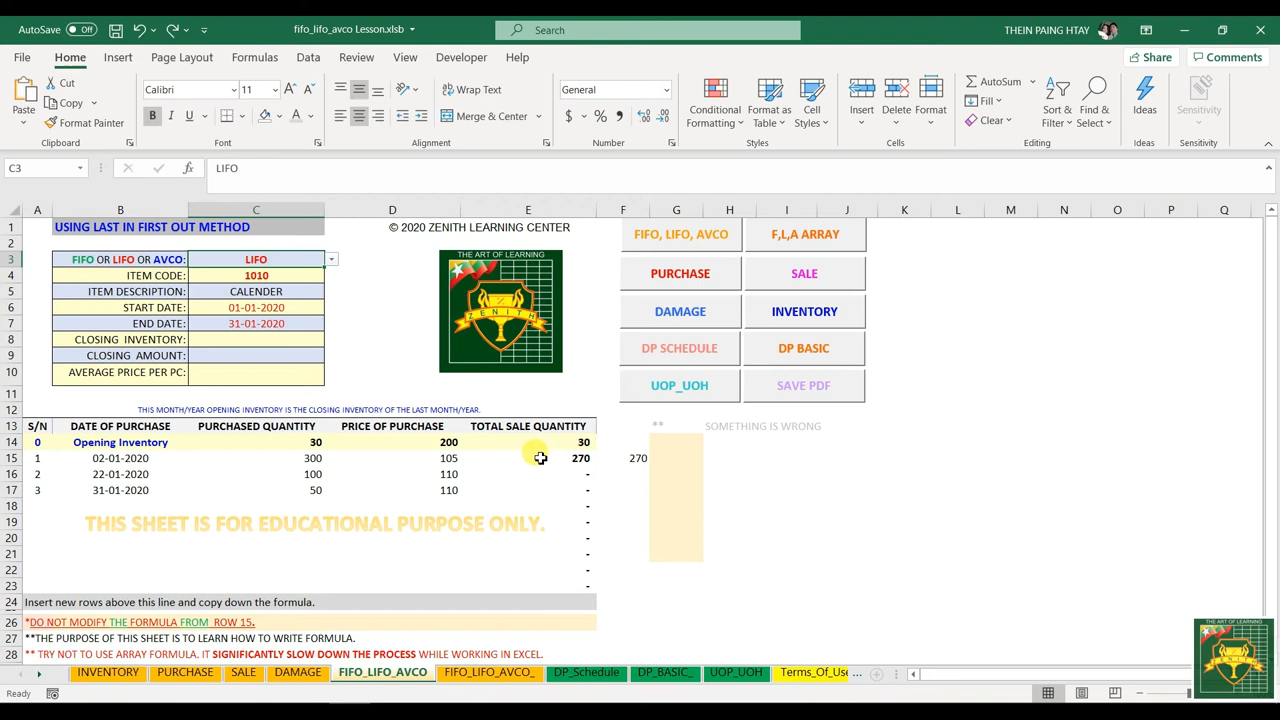 AutoSave Off fifo_lifo_avco Lesson.xlsb Search THEIN PAING HTAY
File Home Insert Page Layout Formulas Data Review View Developer Help Share Comments
Paste Cut Copy Format Painter
Calibri 11 B I U A
Wrap Text Merge & Center
General $ %
Conditional Formatting Format as Table Cell Styles
Insert Delete Format
AutoSum Fill Clear Sort & Filter Find & Select
Ideas Sensitivity
Clipboard Font Alignment Number Styles Cells Editing Ideas Sensitivity
C3 fx LIFO
A B C D E F G H I J K L M N O P Q
1 USING LAST IN FIRST OUT METHOD © 2020 ZENITH LEARNING CENTER FIFO, LIFO, AVCO F,L,A ARRAY
2
3 FIFO OR LIFO OR AVCO: LIFO THE ART OF LEARNING
4 ITEM CODE: 1010 PURCHASE SALE
5 ITEM DESCRIPTION: CALENDER
6 START DATE: 01-01-2020 DAMAGE INVENTORY
7 END DATE: 31-01-2020 ZENITH
8 CLOSING INVENTORY: DP SCHEDULE DP BASIC
9 CLOSING AMOUNT:
10 AVERAGE PRICE PER PC: UOP_UOH SAVE PDF
11
12 THIS MONTH/YEAR OPENING INVENTORY IS THE CLOSING INVENTORY OF THE LAST MONTH/YEAR.
13 S/N DATE OF PURCHASE PURCHASED QUANTITY PRICE OF PURCHASE TOTAL SALE QUANTITY ** SOMETHING IS WRONG
14 0 Opening Inventory 30 200 30
15 1 02-01-2020 300 105 270 270
16 2 22-01-2020 100 110 -
17 3 31-01-2020 50 110 -
18 -
19 THIS SHEET IS FOR EDUCATIONAL PURPOSE ONLY. -
20 -
21 -
22 -
23 -
24 Insert new rows above this line and copy down the formula.
26 *DO NOT MODIFY THE FORMULA FROM ROW 15.
27 **THE PURPOSE OF THIS SHEET IS TO LEARN HOW TO WRITE FORMULA.
28 ** TRY NOT TO USE ARRAY FORMULA. IT SIGNIFICANTLY SLOW DOWN THE PROCESS WHILE WORKING IN EXCEL.
INVENTORY PURCHASE SALE DAMAGE FIFO_LIFO_AVCO FIFO_LIFO_AVCO_ DP_Schedule DP_BASIC_ UOP_UOH Terms_Of_Use ...
Ready
THE ART OF LEARNING
ZENITH